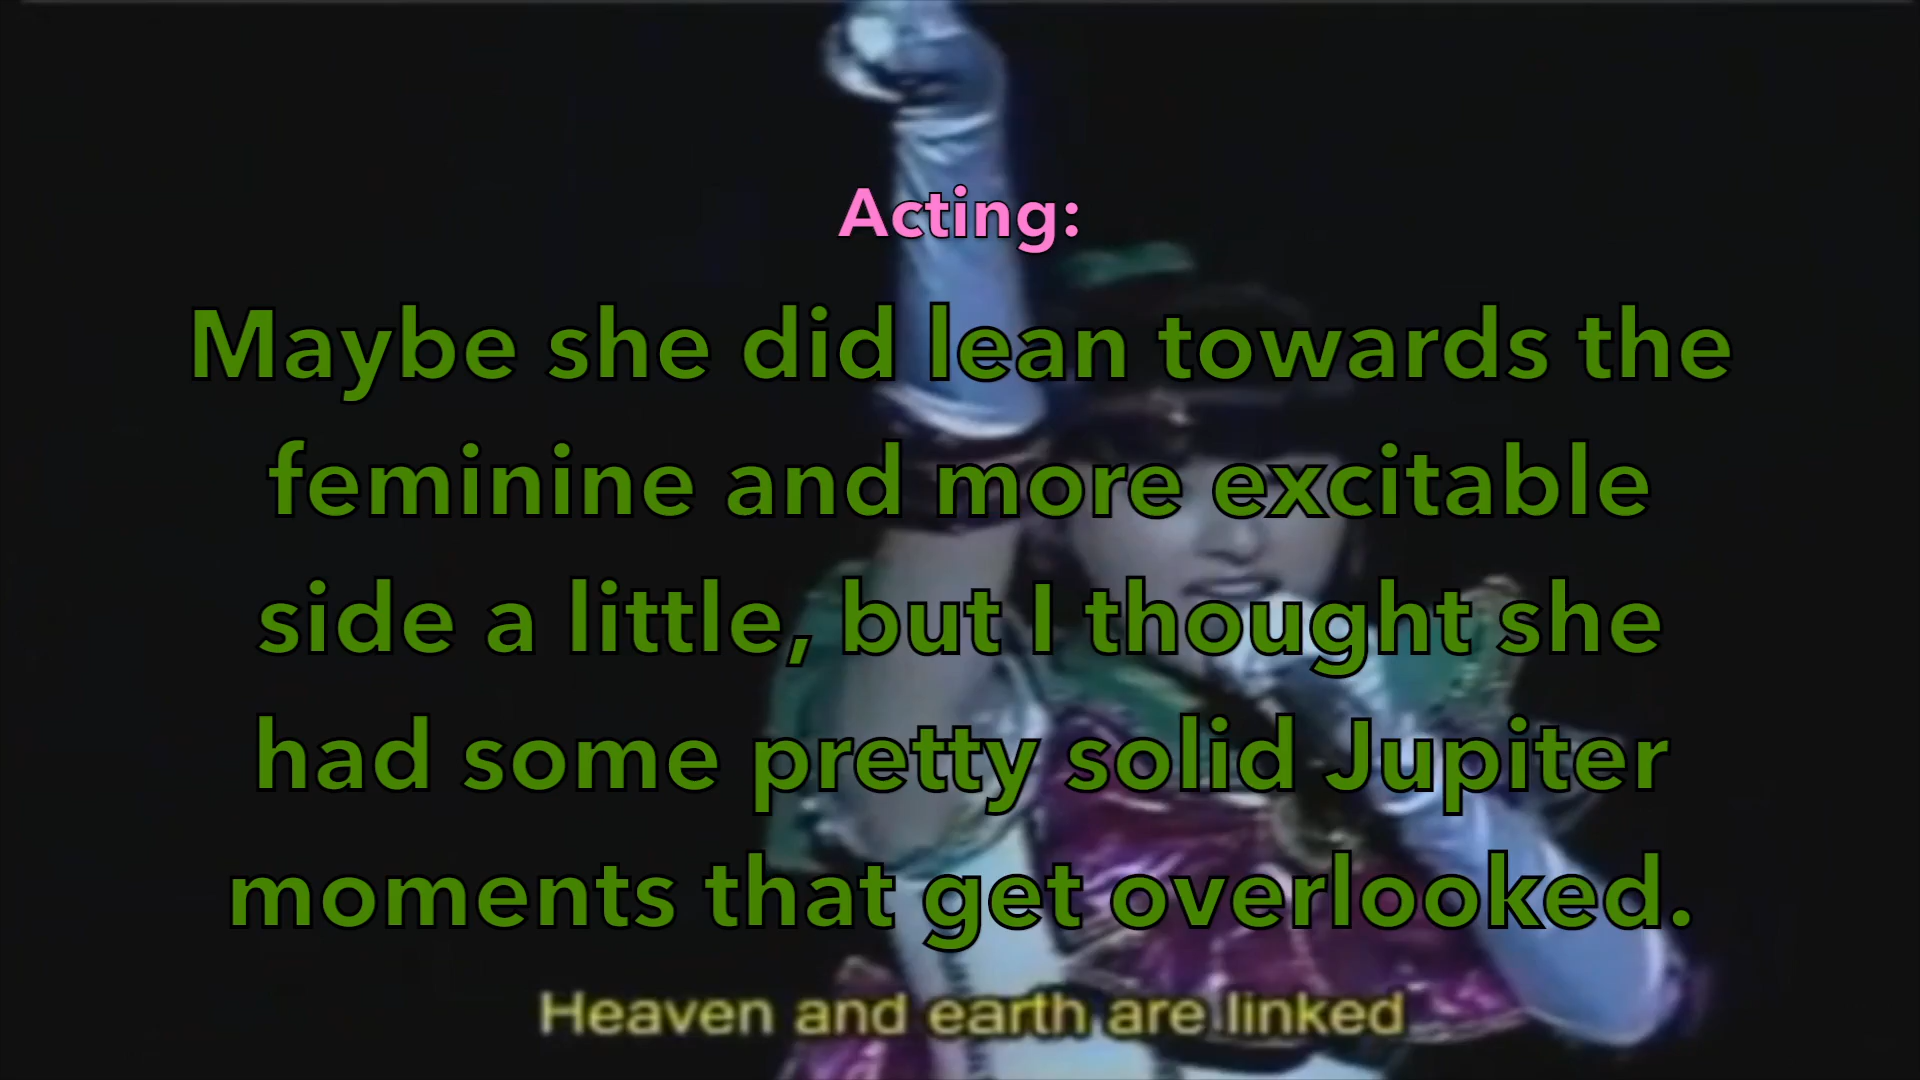 Acting:
Maybe she did lean towards the
feminine and more excitable
side a little, but I thought she
had some pretty solid Jupiter
moments that get overlooked.
Heaven and earth are linked